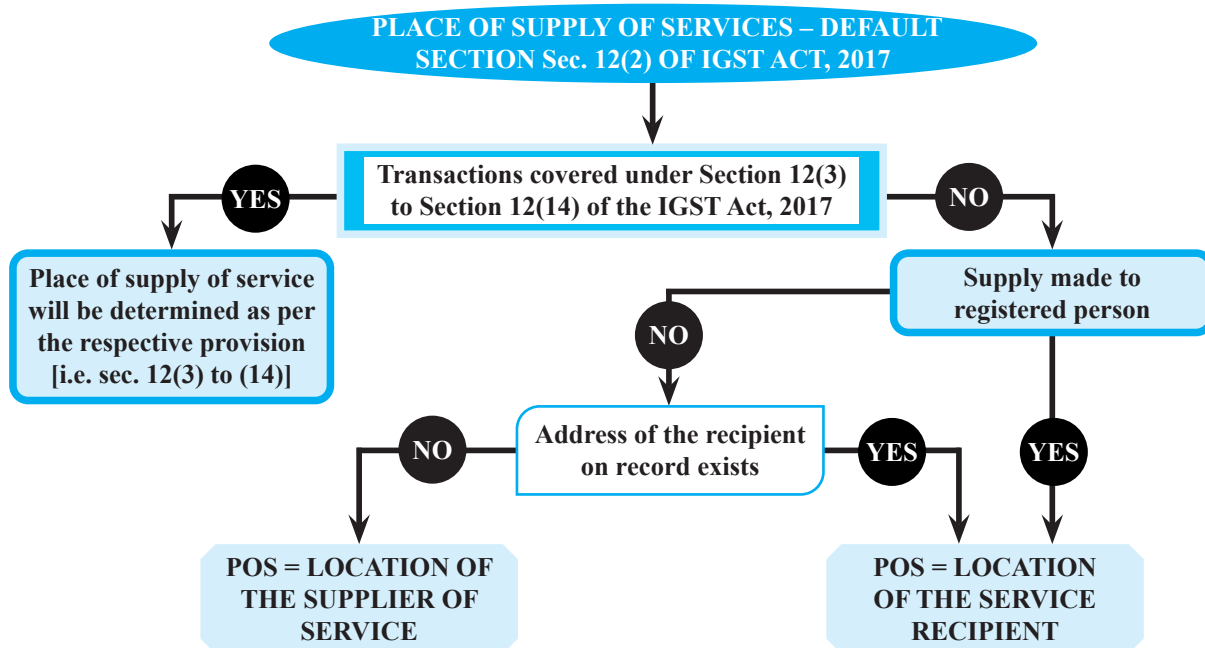 PLACE OF SUPPLY OF SERVICES – DEFAULT
SECTION Sec. 12(2) OF IGST ACT, 2017
Transactions covered under Section 12(3)
to Section 12(14) of the IGST Act, 2017
YES
NO
Place of supply of service
will be determined as per
the respective provision
[i.e. sec. 12(3) to (14)]
Supply made to
registered person
NO
Address of the recipient
on record exists
NO
YES
YES
POS = LOCATION OF
THE SUPPLIER OF
SERVICE
POS = LOCATION
OF THE SERVICE
RECIPIENT